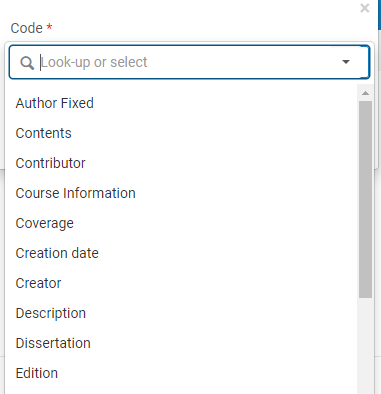 Code *
Look-up or select
Author Fixed
Contents
Contributor
Course Information
Coverage
Creation date
Creator
Description
Dissertation
Edition